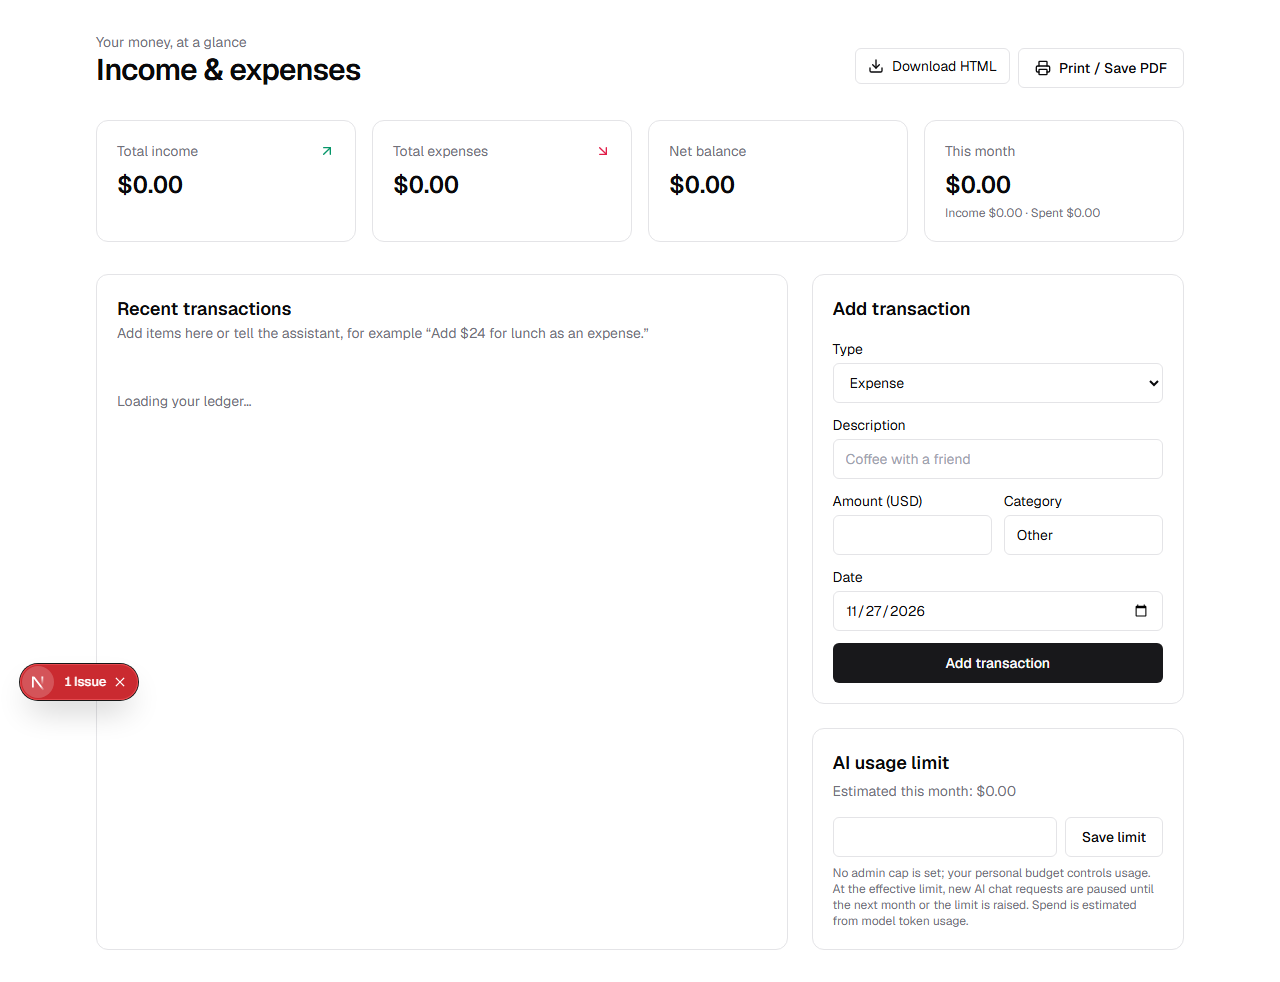 Your money, at a glance
Income & expenses
Download HTML
Print / Save PDF
Total income
$0.00
Total expenses
$0.00
Net balance
$0.00
This month
$0.00
Income $0.00 · Spent $0.00
Recent transactions
Add items here or tell the assistant, for example “Add $24 for lunch as an expense.”
Loading your ledger…
Add transaction
Type
Expense
Description
Coffee with a friend
Amount (USD)
Category
Other
Date
11/27/2026
Add transaction
N
1 Issue
AI usage limit
Estimated this month: $0.00
Save limit
No admin cap is set; your personal budget controls usage.
At the effective limit, new AI chat requests are paused until
the next month or the limit is raised. Spend is estimated
from model token usage.